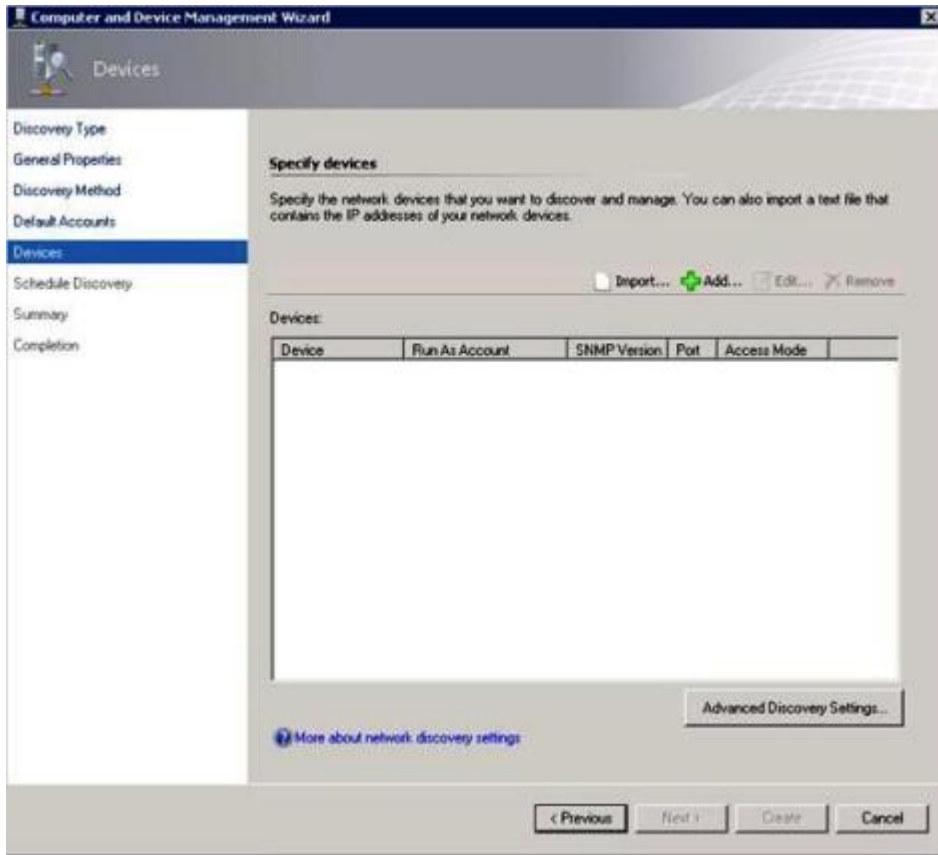 Computer and Device Management Wizard
Devices
Discovery Type
General Properties
Discovery Method
Default Accounts
Devices
Schedule Discovery
Summary
Completion
Specify devices
Specify the network devices that you want to discover and manage. You can also import a text file that
contains the IP addresses of your network devices.
Import... Add... Edit... Remove
Devices:
Device Run As Account SNMP Version Port Access Mode
Advanced Discovery Settings...
More about network discovery settings
< Previous Next > Create Cancel